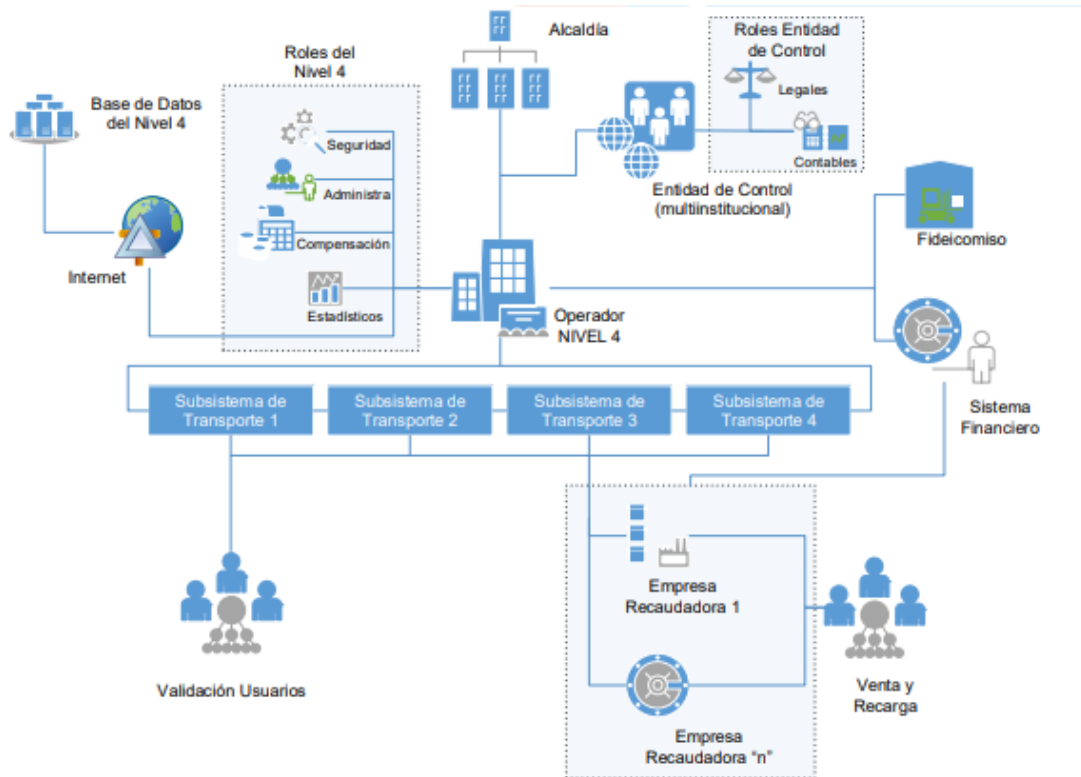 Alcaldía
Roles Entidad
de Control
Legales
Contables
Roles del
Nivel 4
Seguridad
Administra
Compensación
Estadísticos
Base de Datos
del Nivel 4
Internet
Entidad de Control
(multiinstitucional)
Fideicomiso
Operador
NIVEL 4
Sistema
Financiero
Subsistema de
Transporte 1
Subsistema de
Transporte 2
Subsistema de
Transporte 3
Subsistema de
Transporte 4
Validación Usuarios
Empresa
Recaudadora 1
Empresa
Recaudadora “n”
Venta y
Recarga